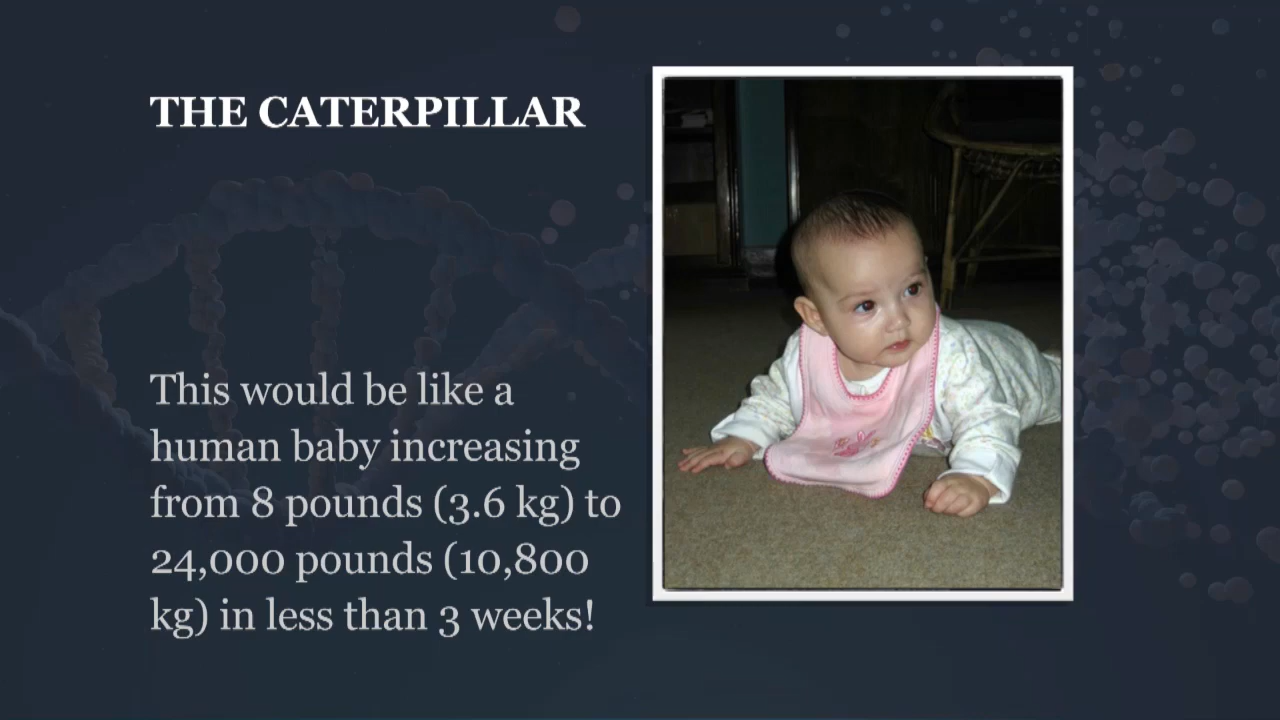 THE CATERPILLAR
This would be like a
human baby increasing
from 8 pounds (3.6 kg) to
24,000 pounds (10,800
kg) in less than 3 weeks!